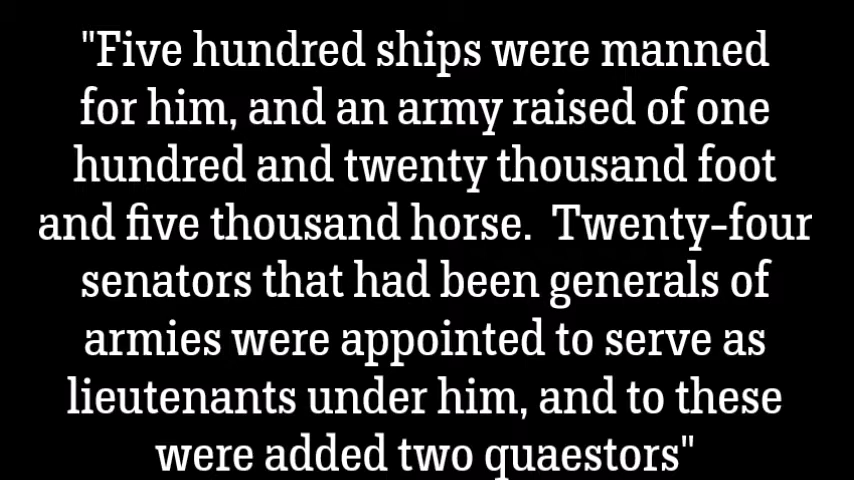 "Five hundred ships were manned
for him, and an army raised of one
hundred and twenty thousand foot
and five thousand horse.  Twenty-four
senators that had been generals of
armies were appointed to serve as
lieutenants under him, and to these
were added two quaestors"